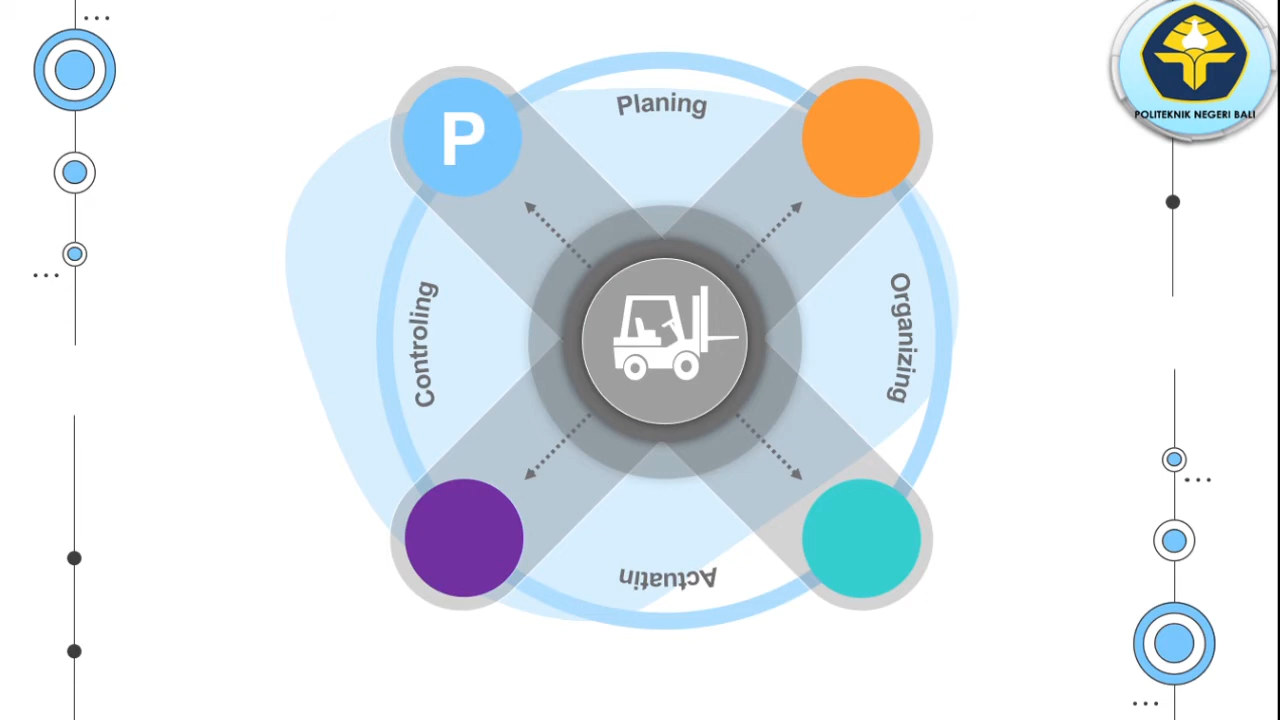 P
Planing
POLITEKNIK NEGERI BALI
Controling
Organizing
Actuatin